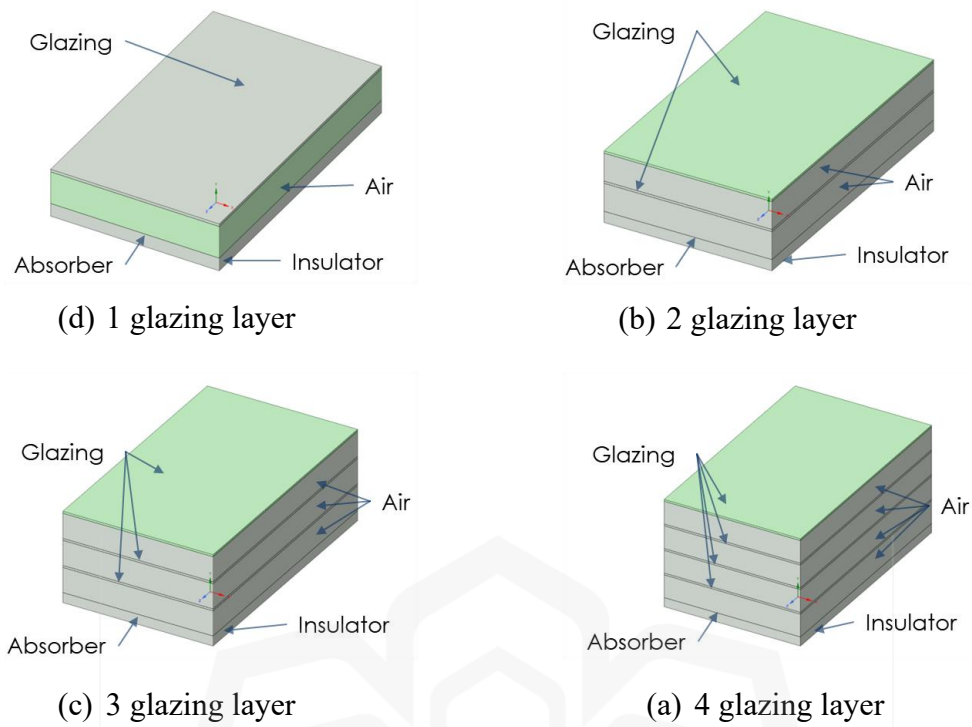 Glazing
Air
Absorber
Insulator
(d) 1 glazing layer
Glazing
Air
Absorber
Insulator
(b) 2 glazing layer
Glazing
Air
Absorber
Insulator
(c) 3 glazing layer
Glazing
Air
Absorber
Insulator
(a) 4 glazing layer